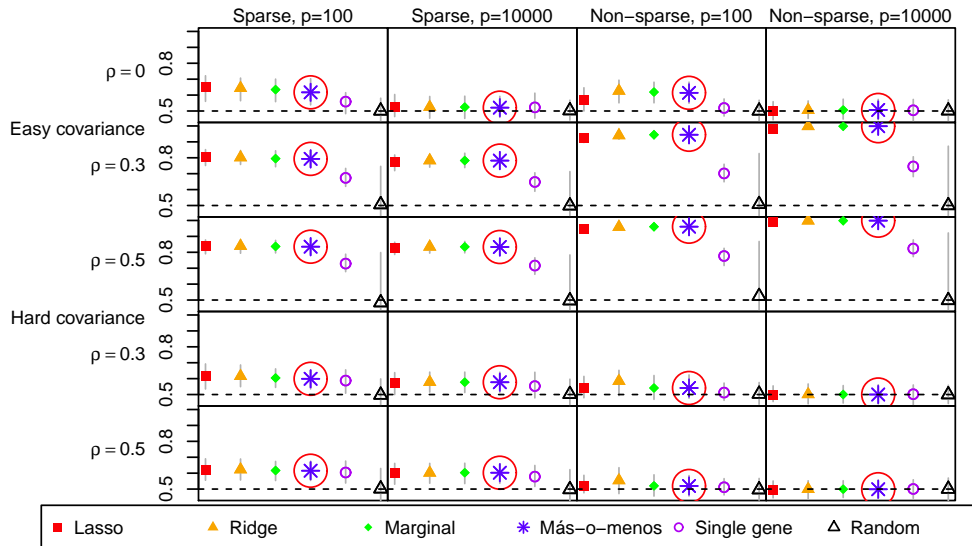 Sparse, p=100 Sparse, p=10000 Non−sparse, p=100 Non−sparse, p=10000
ρ = 0
0.8
0.5
Easy covariance
ρ = 0.3
0.8
0.5
ρ = 0.5
0.8
0.5
Hard covariance
ρ = 0.3
0.8
0.5
ρ = 0.5
0.8
0.5
Lasso Ridge Marginal Más−o−menos Single gene Random